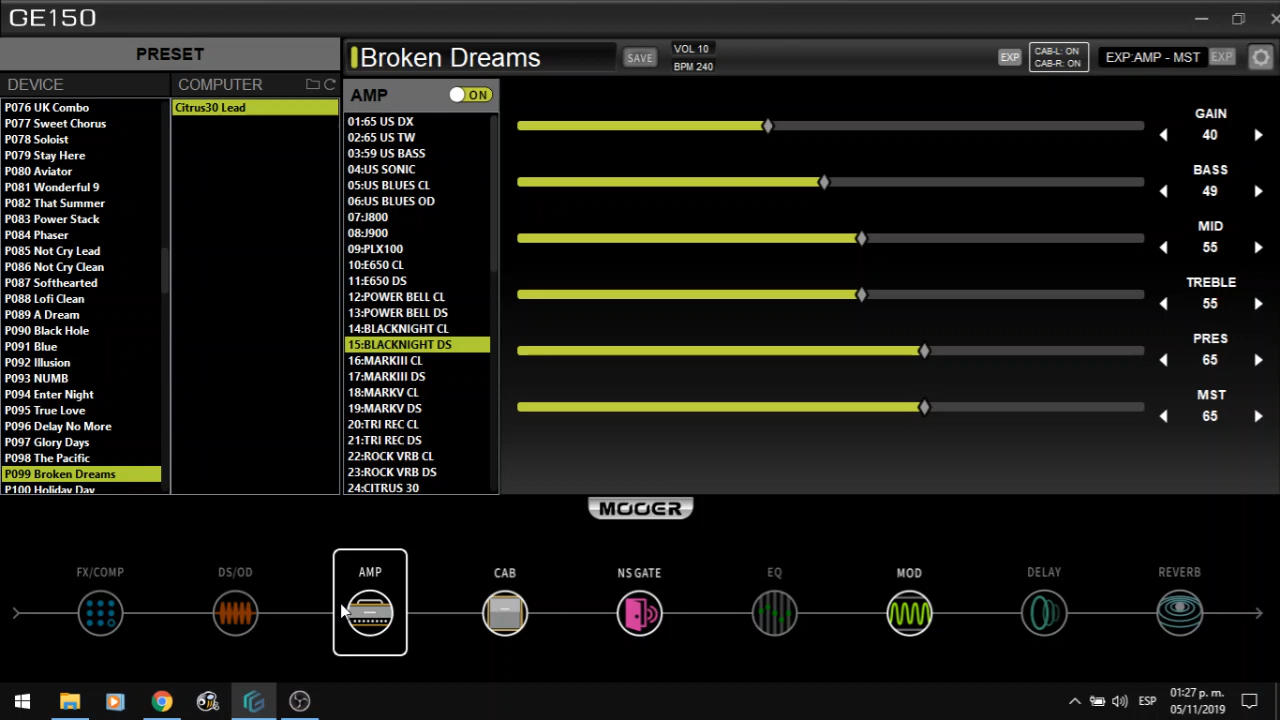 GE150
PRESET
Broken Dreams
SAVE
VOL 10
BPM 240
EXP
CAB-L: ON
CAB-R: ON
EXP:AMP - MST
EXP
DEVICE
COMPUTER
P076 UK Combo
P077 Sweet Chorus
P078 Soloist
P079 Stay Here
P080 Aviator
P081 Wonderful 9
P082 That Summer
P083 Power Stack
P084 Phaser
P085 Not Cry Lead
P086 Not Cry Clean
P087 Softhearted
P088 Lofi Clean
P089 A Dream
P090 Black Hole
P091 Blue
P092 Illusion
P093 NUMB
P094 Enter Night
P095 True Love
P096 Delay No More
P097 Glory Days
P098 The Pacific
P099 Broken Dreams
P100 Holiday Day
Citrus30 Lead
AMP
ON
01:65 US DX
02:65 US TW
03:59 US BASS
04:US SONIC
05:US BLUES CL
06:US BLUES OD
07:J800
08:J900
09:PLX100
10:E650 CL
11:E650 DS
12:POWER BELL CL
13:POWER BELL DS
14:BLACKNIGHT CL
15:BLACKNIGHT DS
16:MARKIII CL
17:MARKIII DS
18:MARKV CL
19:MARKV DS
20:TRI REC CL
21:TRI REC DS
22:ROCK VRB CL
23:ROCK VRB DS
24:CITRUS 30
GAIN
40
BASS
49
MID
55
TREBLE
55
PRES
65
MST
65
MOOER
FX/COMP
DS/OD
AMP
CAB
NS GATE
EQ
MOD
DELAY
REVERB
ESP
01:27 p. m.
05/11/2019